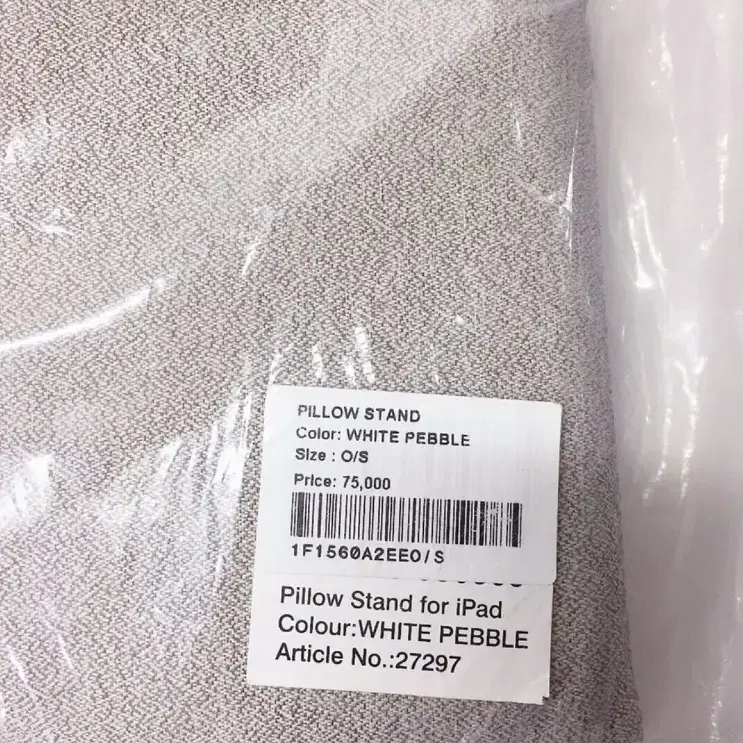 PILLOW STAND
Color: WHITE PEBBLE
Size : O/S
Price: 75,000
1F1560A2EEO/S
Pillow Stand for iPad
Colour:WHITE PEBBLE
Article No.:27297